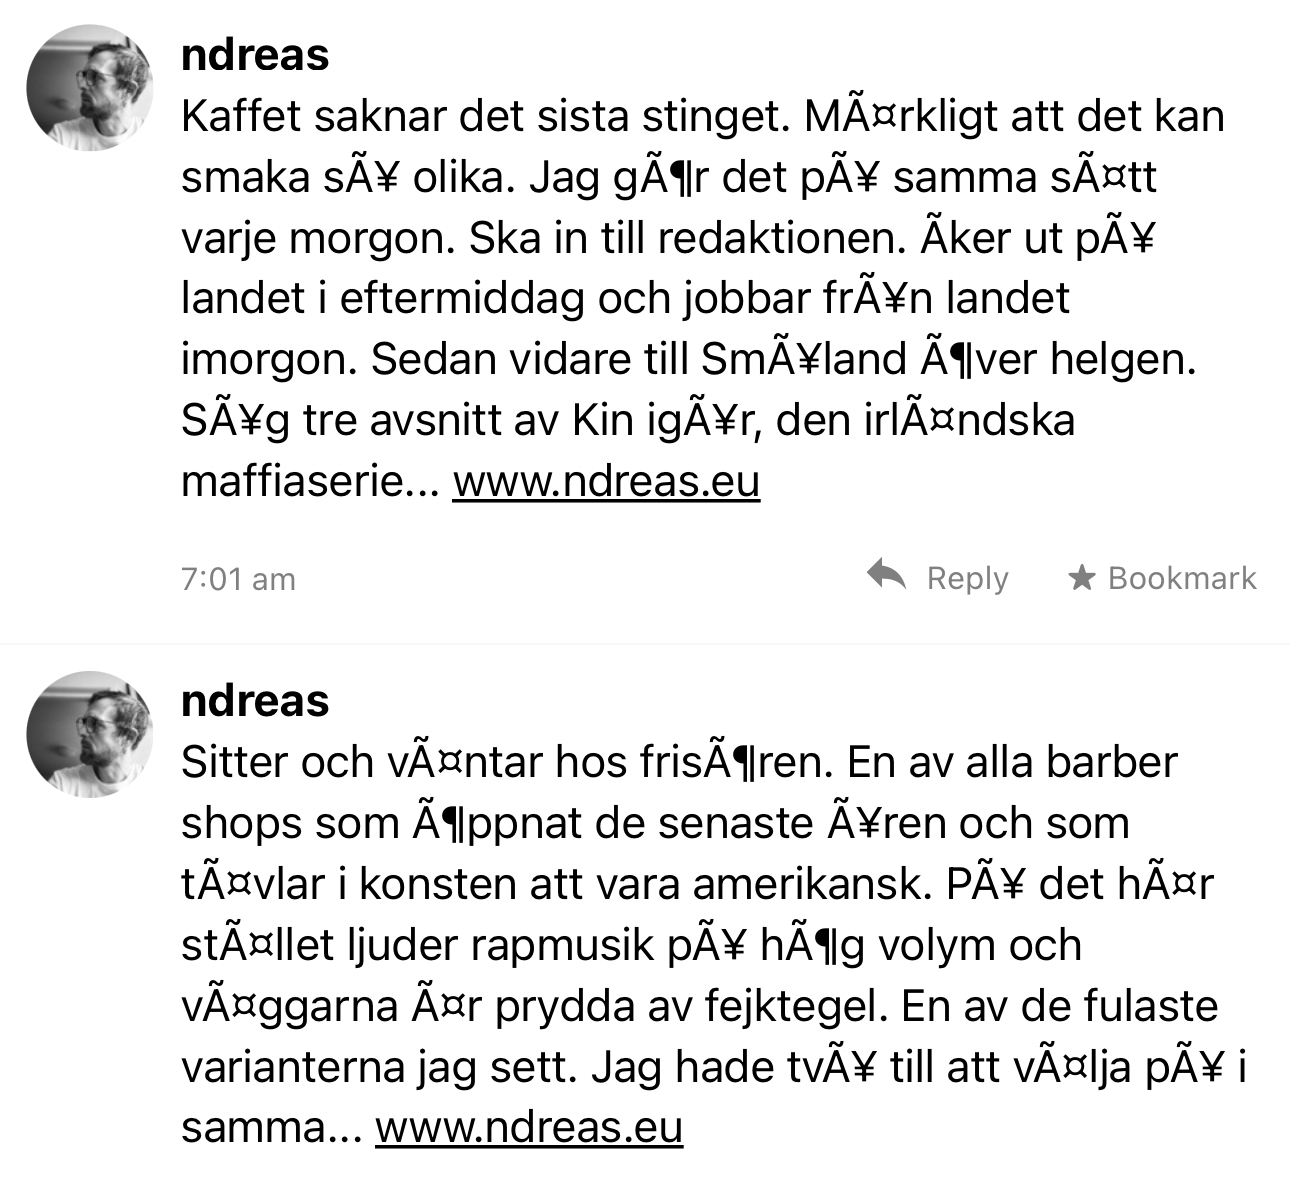 ndreas
Kaffet saknar det sista stinget. MÃ¤rkligt att det kan
smaka sÃ¥ olika. Jag gÃ¶r det pÃ¥ samma sÃ¤tt
varje morgon. Ska in till redaktionen. Ãker ut pÃ¥
landet i eftermiddag och jobbar frÃ¥n landet
imorgon. Sedan vidare till SmÃ¥land Ã¶ver helgen.
SÃ¥g tre avsnitt av Kin igÃ¥r, den irlÃ¤ndska
maffiaserie... www.ndreas.eu
7:01 am Reply Bookmark
ndreas
Sitter och vÃ¤ntar hos frisÃ¶ren. En av alla barber
shops som Ã¶ppnat de senaste Ã¥ren och som
tÃ¤vlar i konsten att vara amerikansk. PÃ¥ det hÃ¤r
stÃ¤llet ljuder rapmusik pÃ¥ hÃ¶g volym och
vÃ¤ggarna Ã¤r prydda av fejktegel. En av de fulaste
varianterna jag sett. Jag hade tvÃ¥ till att vÃ¤lja pÃ¥ i
samma... www.ndreas.eu